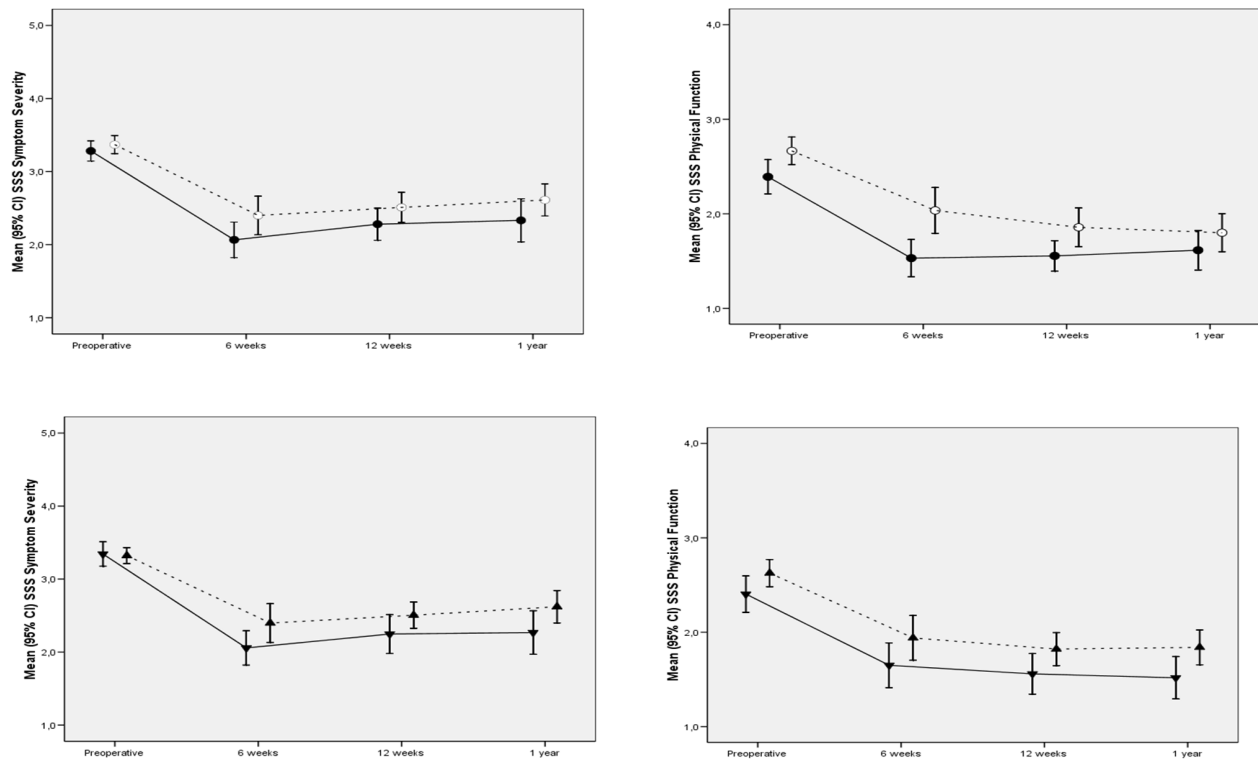 Mean (95% CI) SSS Symptom Severity
5,0
4,0
3,0
2,0
1,0
Preoperative 6 weeks 12 weeks 1 year
Mean (95% CI) SSS Physical Function
4,0
3,0
2,0
1,0
Preoperative 6 weeks 12 weeks 1 year
Mean (95% CI) SSS Symptom Severity
5,0
4,0
3,0
2,0
1,0
Preoperative 6 weeks 12 weeks 1 year
Mean (95% CI) SSS Physical Function
4,0
3,0
2,0
1,0
Preoperative 6 weeks 12 weeks 1 year